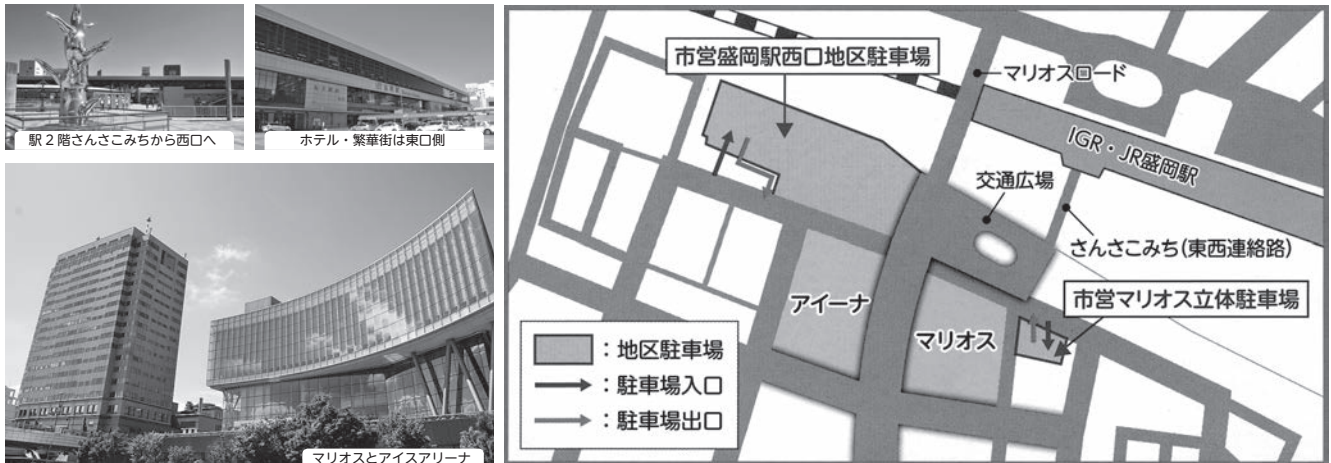 駅2階さんさこみちから西口へ
ホテル・繁華街は東口側
マリオスとアイスアリーナ
市営盛岡駅西口地区駐車場
マリオスロード
IGR・JR盛岡駅
交通広場
さんさこみち(東西連絡路)
市営マリオス立体駐車場
アイーナ
マリオス
:地区駐車場
:駐車場入口
:駐車場出口